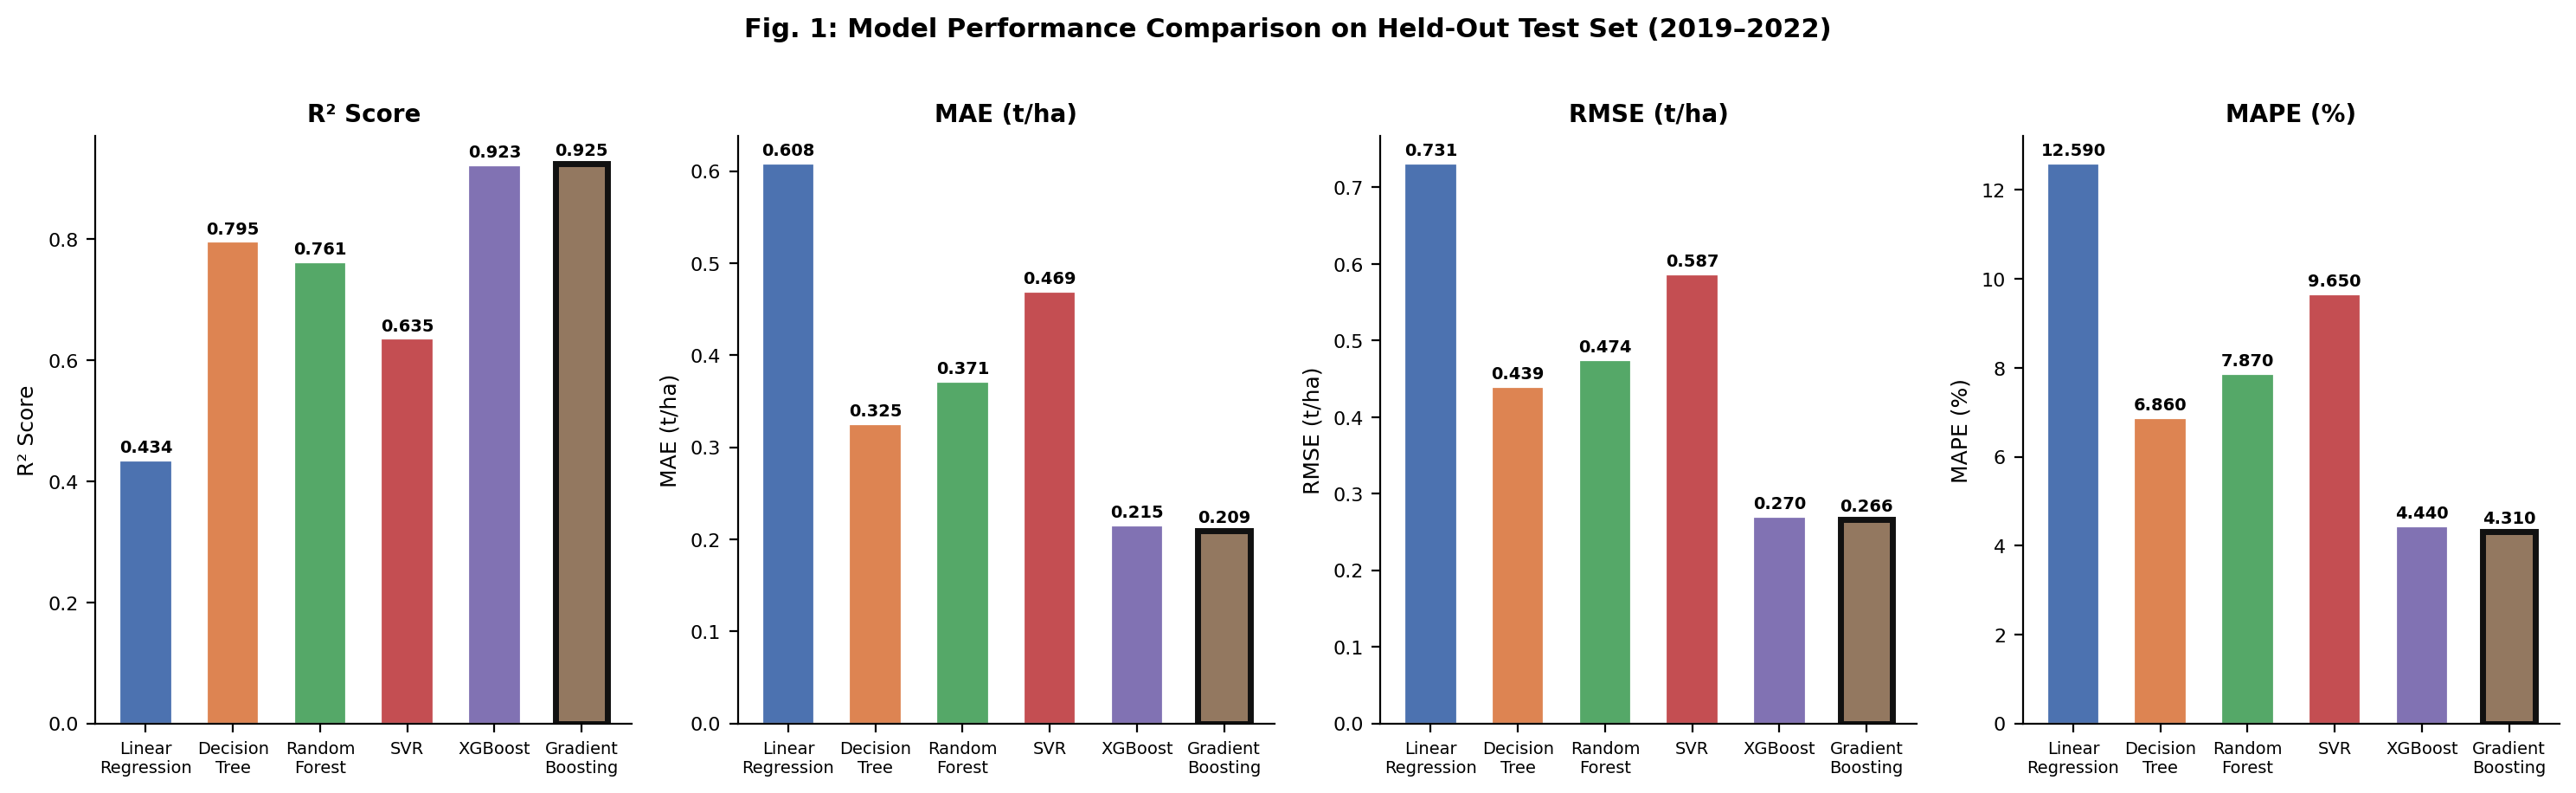 Fig. 1: Model Performance Comparison on Held-Out Test Set (2019–2022)
R² Score
R² Score
0.0
0.2
0.4
0.6
0.8
0.434
0.795
0.761
0.635
0.923
0.925
Linear
Regression
Decision
Tree
Random
Forest
SVR
XGBoost
Gradient
Boosting
MAE (t/ha)
MAE (t/ha)
0.0
0.1
0.2
0.3
0.4
0.5
0.6
0.608
0.325
0.371
0.469
0.215
0.209
Linear
Regression
Decision
Tree
Random
Forest
SVR
XGBoost
Gradient
Boosting
RMSE (t/ha)
RMSE (t/ha)
0.0
0.1
0.2
0.3
0.4
0.5
0.6
0.7
0.731
0.439
0.474
0.587
0.270
0.266
Linear
Regression
Decision
Tree
Random
Forest
SVR
XGBoost
Gradient
Boosting
MAPE (%)
MAPE (%)
0
2
4
6
8
10
12
12.590
6.860
7.870
9.650
4.440
4.310
Linear
Regression
Decision
Tree
Random
Forest
SVR
XGBoost
Gradient
Boosting